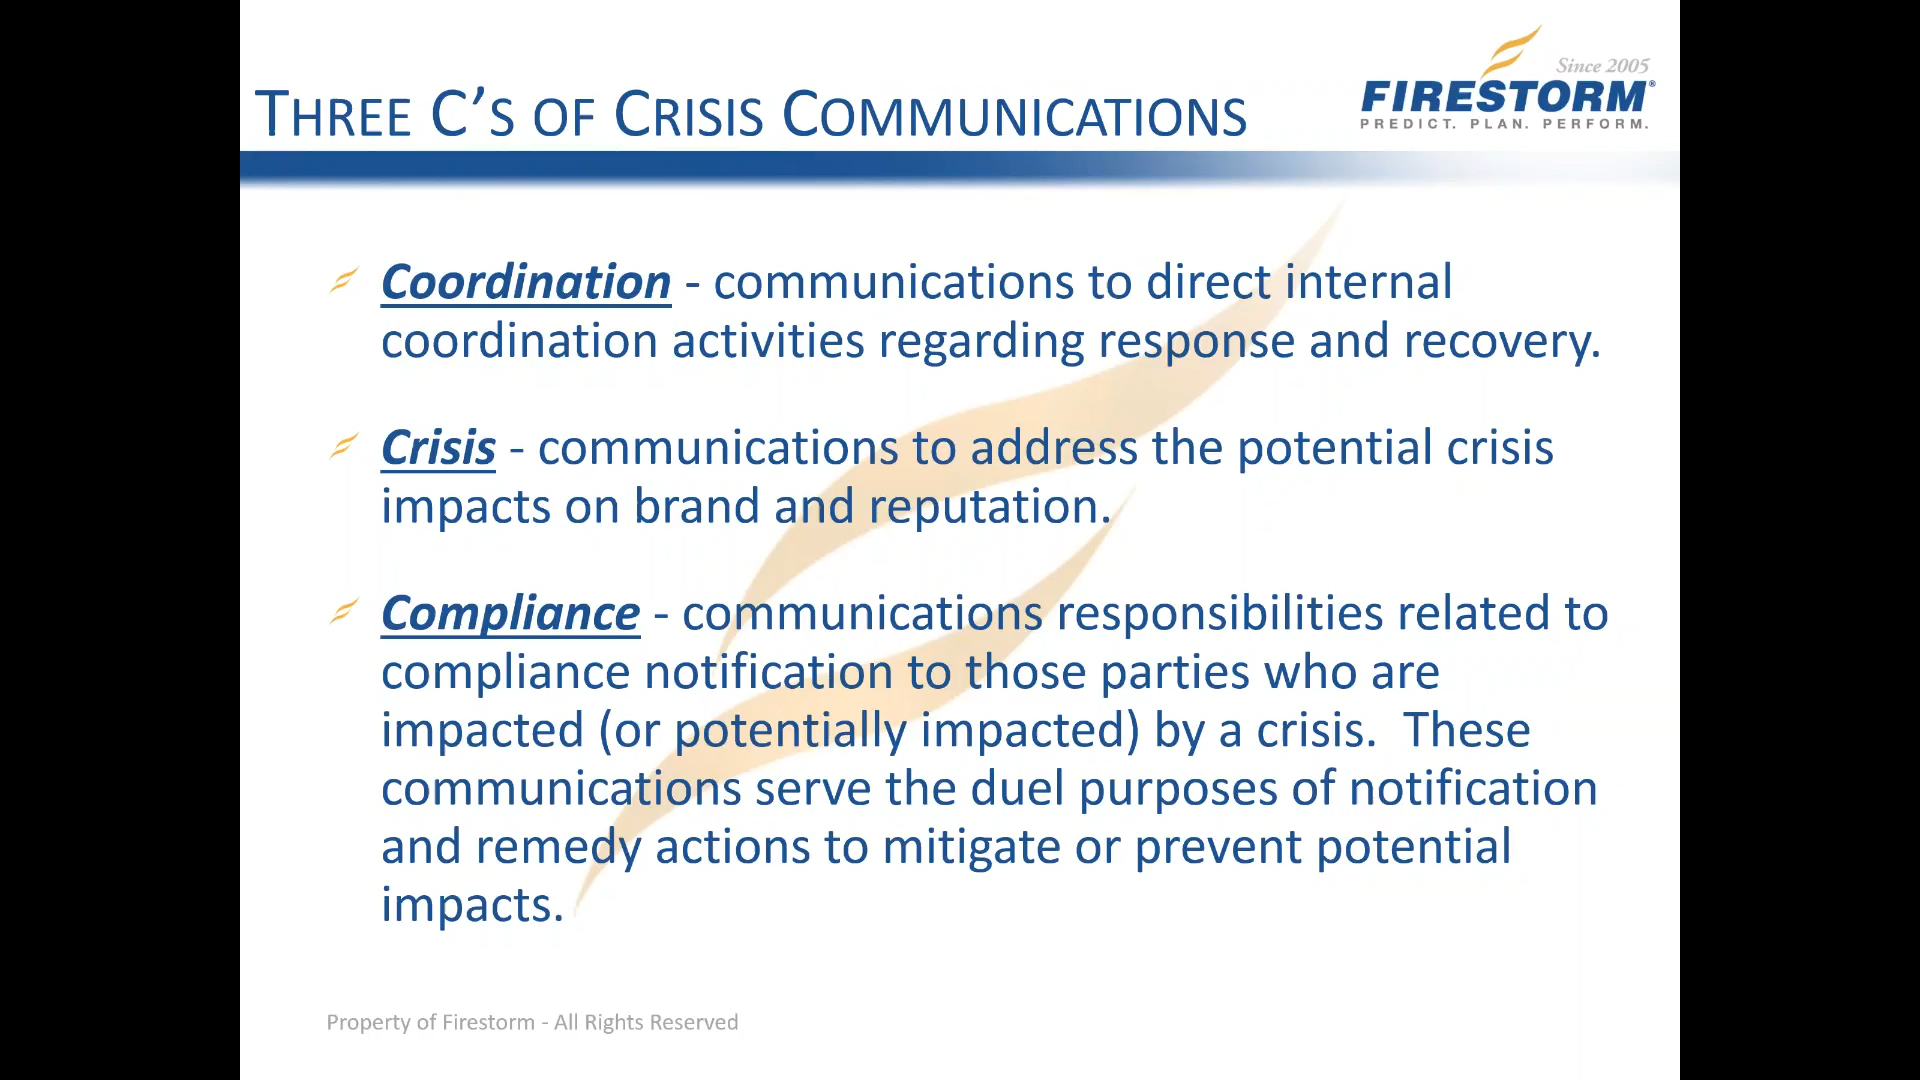 THREE C’S OF CRISIS COMMUNICATIONS
Since 2005
FIRESTORM®
PREDICT. PLAN. PERFORM.
Coordination - communications to direct internal
coordination activities regarding response and recovery.
Crisis - communications to address the potential crisis
impacts on brand and reputation.
Compliance - communications responsibilities related to
compliance notification to those parties who are
impacted (or potentially impacted) by a crisis.  These
communications serve the duel purposes of notification
and remedy actions to mitigate or prevent potential
impacts.
Property of Firestorm - All Rights Reserved